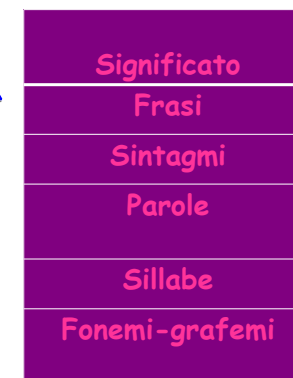 Significato
Frasi
Sintagmi
Parole
Sillabe
Fonemi-grafemi